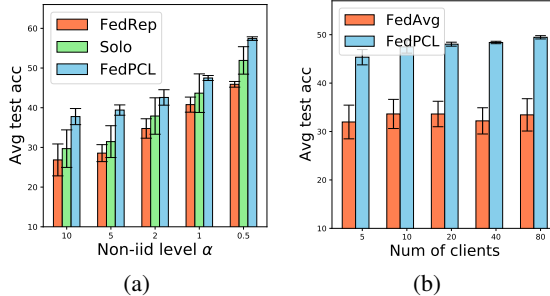 60
50
40
30
20
10
Avg test acc
FedRep
Solo
FedPCL
10
5
2
1
0.5
Non-iid level α
(a)
50
40
30
20
10
Avg test acc
FedAvg
FedPCL
5
10
20
40
80
Num of clients
(b)